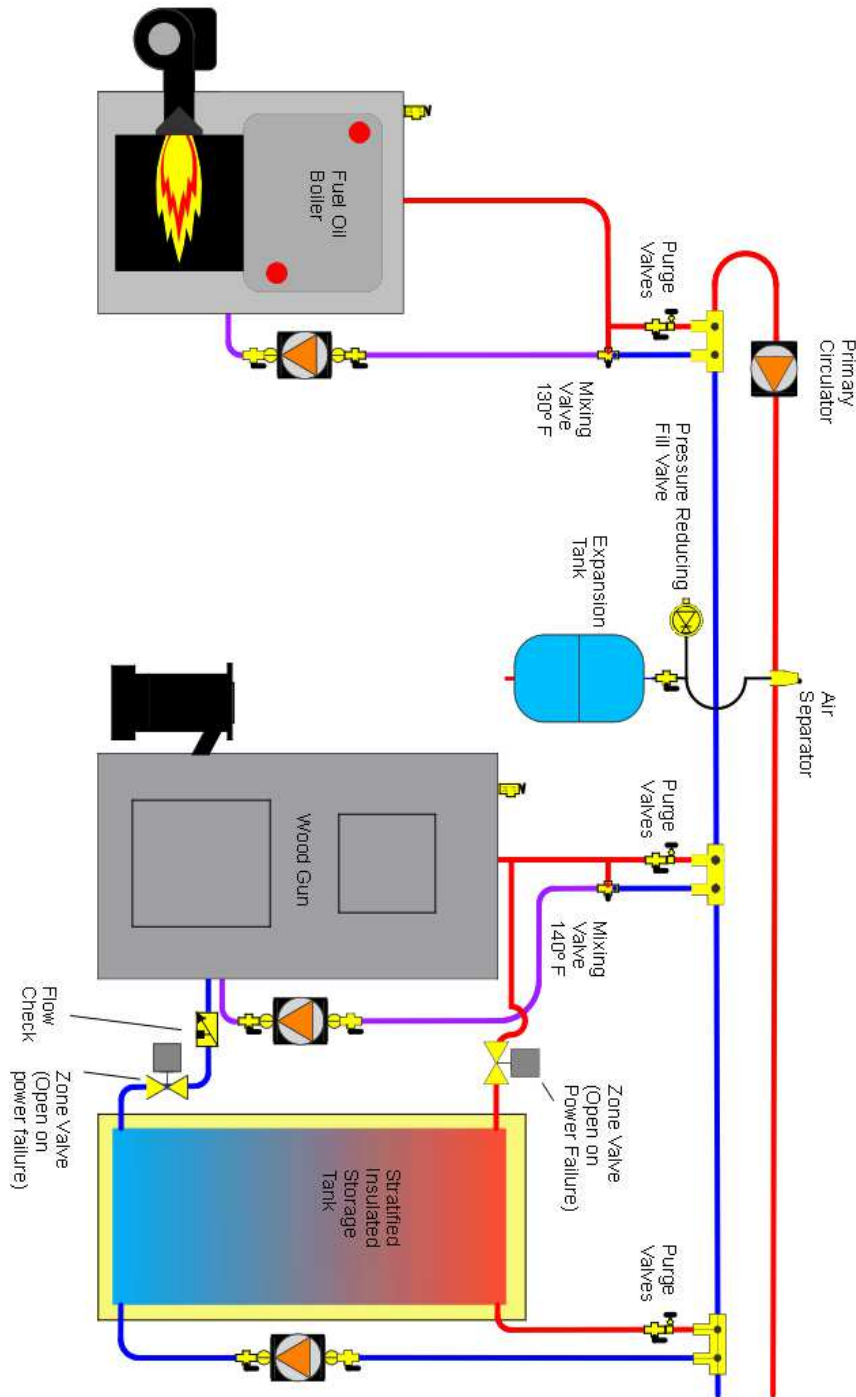 Primary
Circulator
Air
Separator
Pressure Reducing
Fill Valve
Purge
Valves
Purge
Valves
Purge
Valves
Mixing
Valve
130º F
Expansion
Tank
Mixing
Valve
140º F
Zone Valve
(Open on
Power Failure)
Fuel Oil
Boiler
Wood Gun
Stratified
Insulated
Storage
Tank
Flow
Check
Zone Valve
(Open on
power failure)